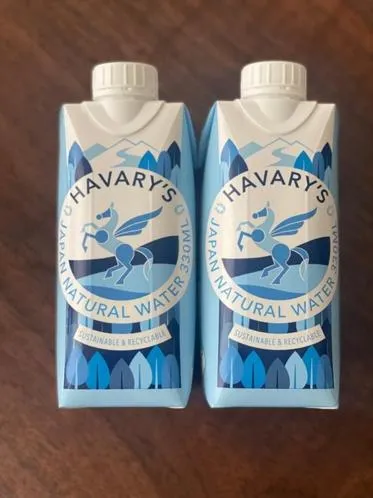 HAVARY'S
JAPAN NATURAL WATER 330ML
SUSTAINABLE & RECYCLABLE
HAVARY'S
JAPAN NATURAL WATER 330ML
SUSTAINABLE & RECYCLABLE